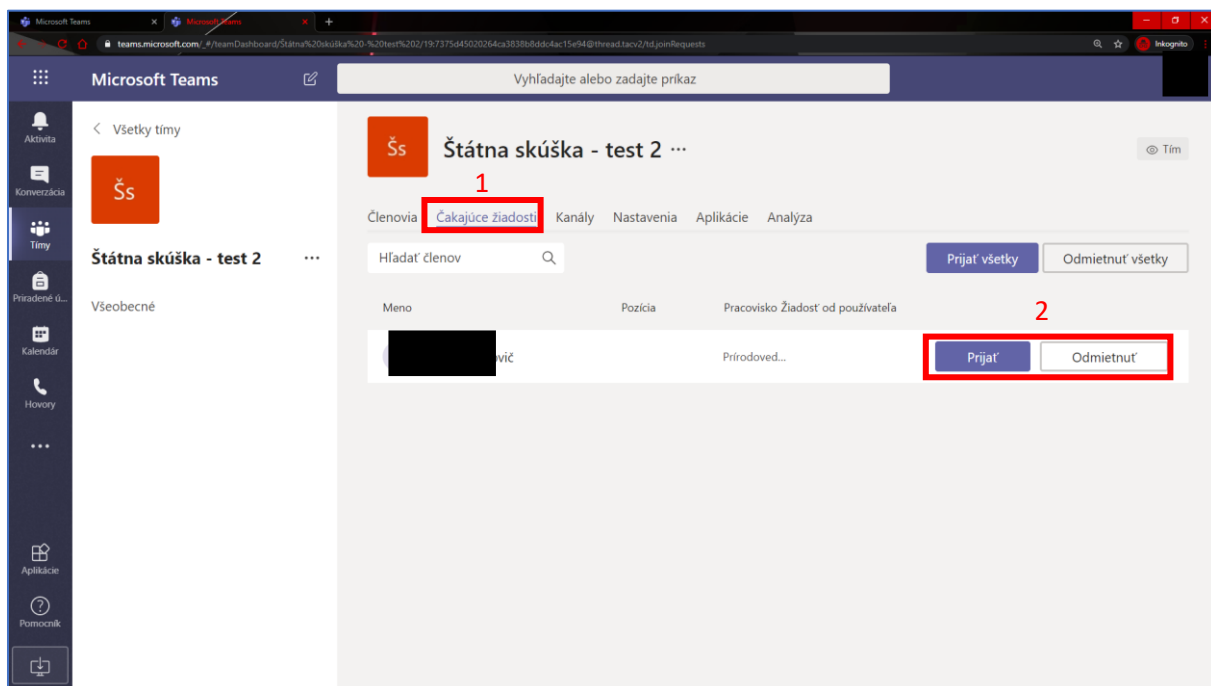 Microsoft Teams
Microsoft Teams
teams.microsoft.com/_#/teamDashboard/Štátna%20skúška%20-%20test%202/19:7375d45020264ca3838b8ddc4ac15e94@thread.tacv2/td.joinRequests
Inkognito
Microsoft Teams
Vyhľadajte alebo zadajte príkaz
Aktivita
Konverzácia
Tímy
Priradené ú...
Kalendár
Hovory
Aplikácie
Pomocník
Všetky tímy
Šs
Štátna skúška - test 2
Všeobecné
Šs
Štátna skúška - test 2
Tím
1
Členovia Čakajúce žiadosti Kanály Nastavenia Aplikácie Analýza
Hľadať členov
Prijať všetky
Odmietnuť všetky
Meno Pozícia Pracovisko Žiadosť od používateľa
2
vič
Prírodoved...
Prijať
Odmietnuť